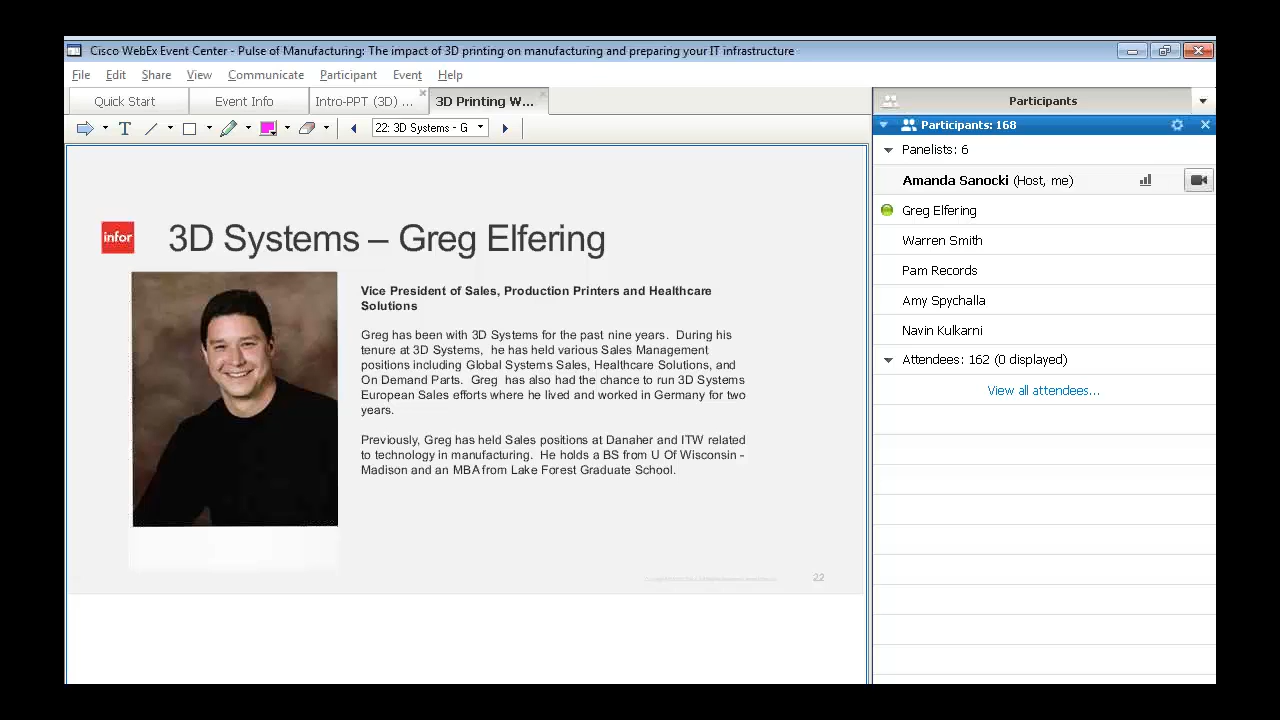 Cisco WebEx Event Center - Pulse of Manufacturing: The impact of 3D printing on manufacturing and preparing your IT infrastructure
File Edit Share View Communicate Participant Event Help
Quick Start Event Info Intro-PPT (3D) ... 3D Printing W...
T 22: 3D Systems - G
infor
3D Systems – Greg Elfering
Vice President of Sales, Production Printers and Healthcare
Solutions
Greg has been with 3D Systems for the past nine years. During his
tenure at 3D Systems, he has held various Sales Management
positions including Global Systems Sales, Healthcare Solutions, and
On Demand Parts. Greg has also had the chance to run 3D Systems
European Sales efforts where he lived and worked in Germany for two
years.
Previously, Greg has held Sales positions at Danaher and ITW related
to technology in manufacturing. He holds a BS from U Of Wisconsin -
Madison and an MBA from Lake Forest Graduate School.
22
Participants
Participants: 168
Panelists: 6
Amanda Sanocki (Host, me)
Greg Elfering
Warren Smith
Pam Records
Amy Spychalla
Navin Kulkarni
Attendees: 162 (0 displayed)
View all attendees...